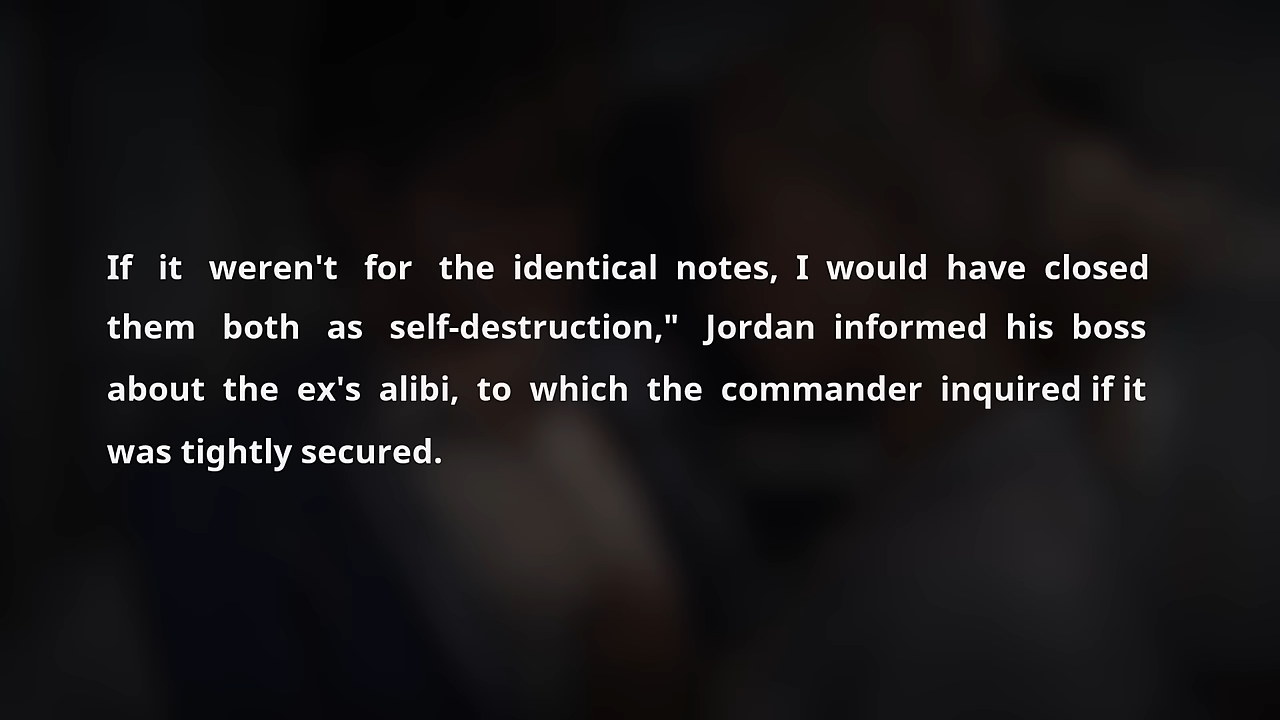 If it weren't for the identical notes, I would have closed
them both as self-destruction," Jordan informed his boss
about the ex's alibi, to which the commander inquired if it
was tightly secured.